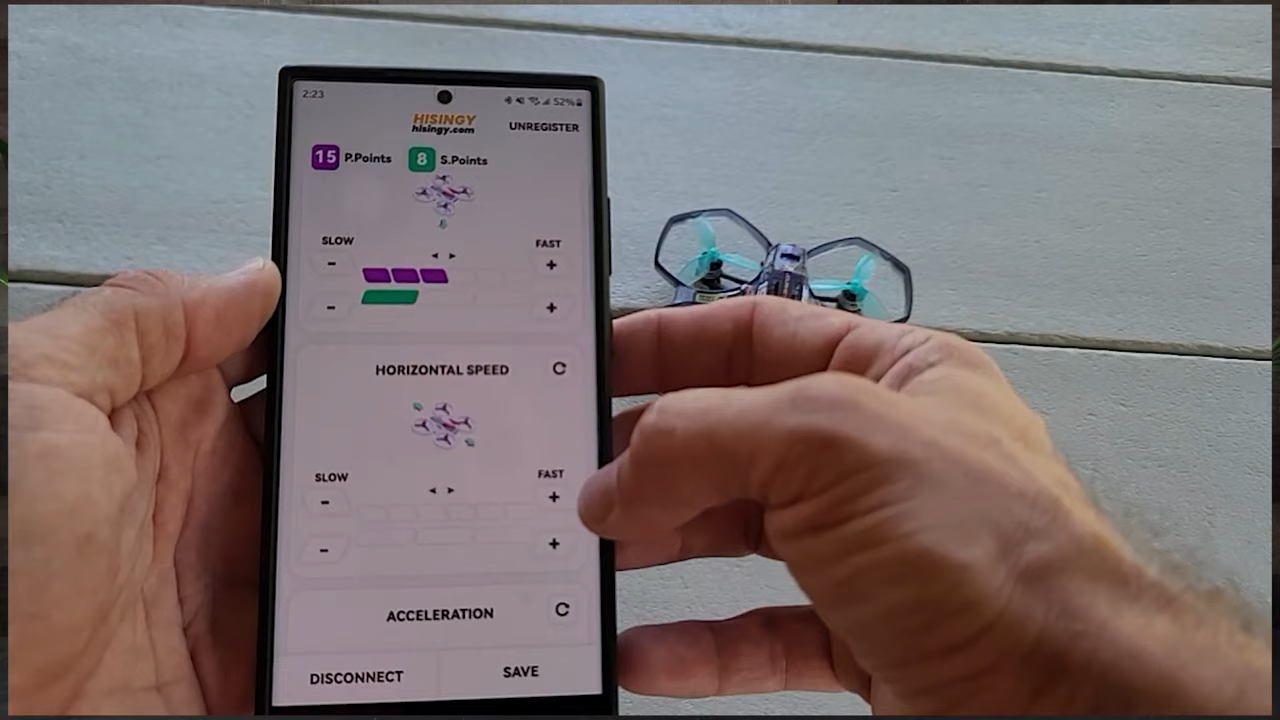 2:23
52%
HISINGY
hisingy.com
UNREGISTER
15 P.Points
8 S.Points
SLOW
FAST
-
+
-
+
HORIZONTAL SPEED
SLOW
FAST
-
+
-
+
ACCELERATION
DISCONNECT
SAVE